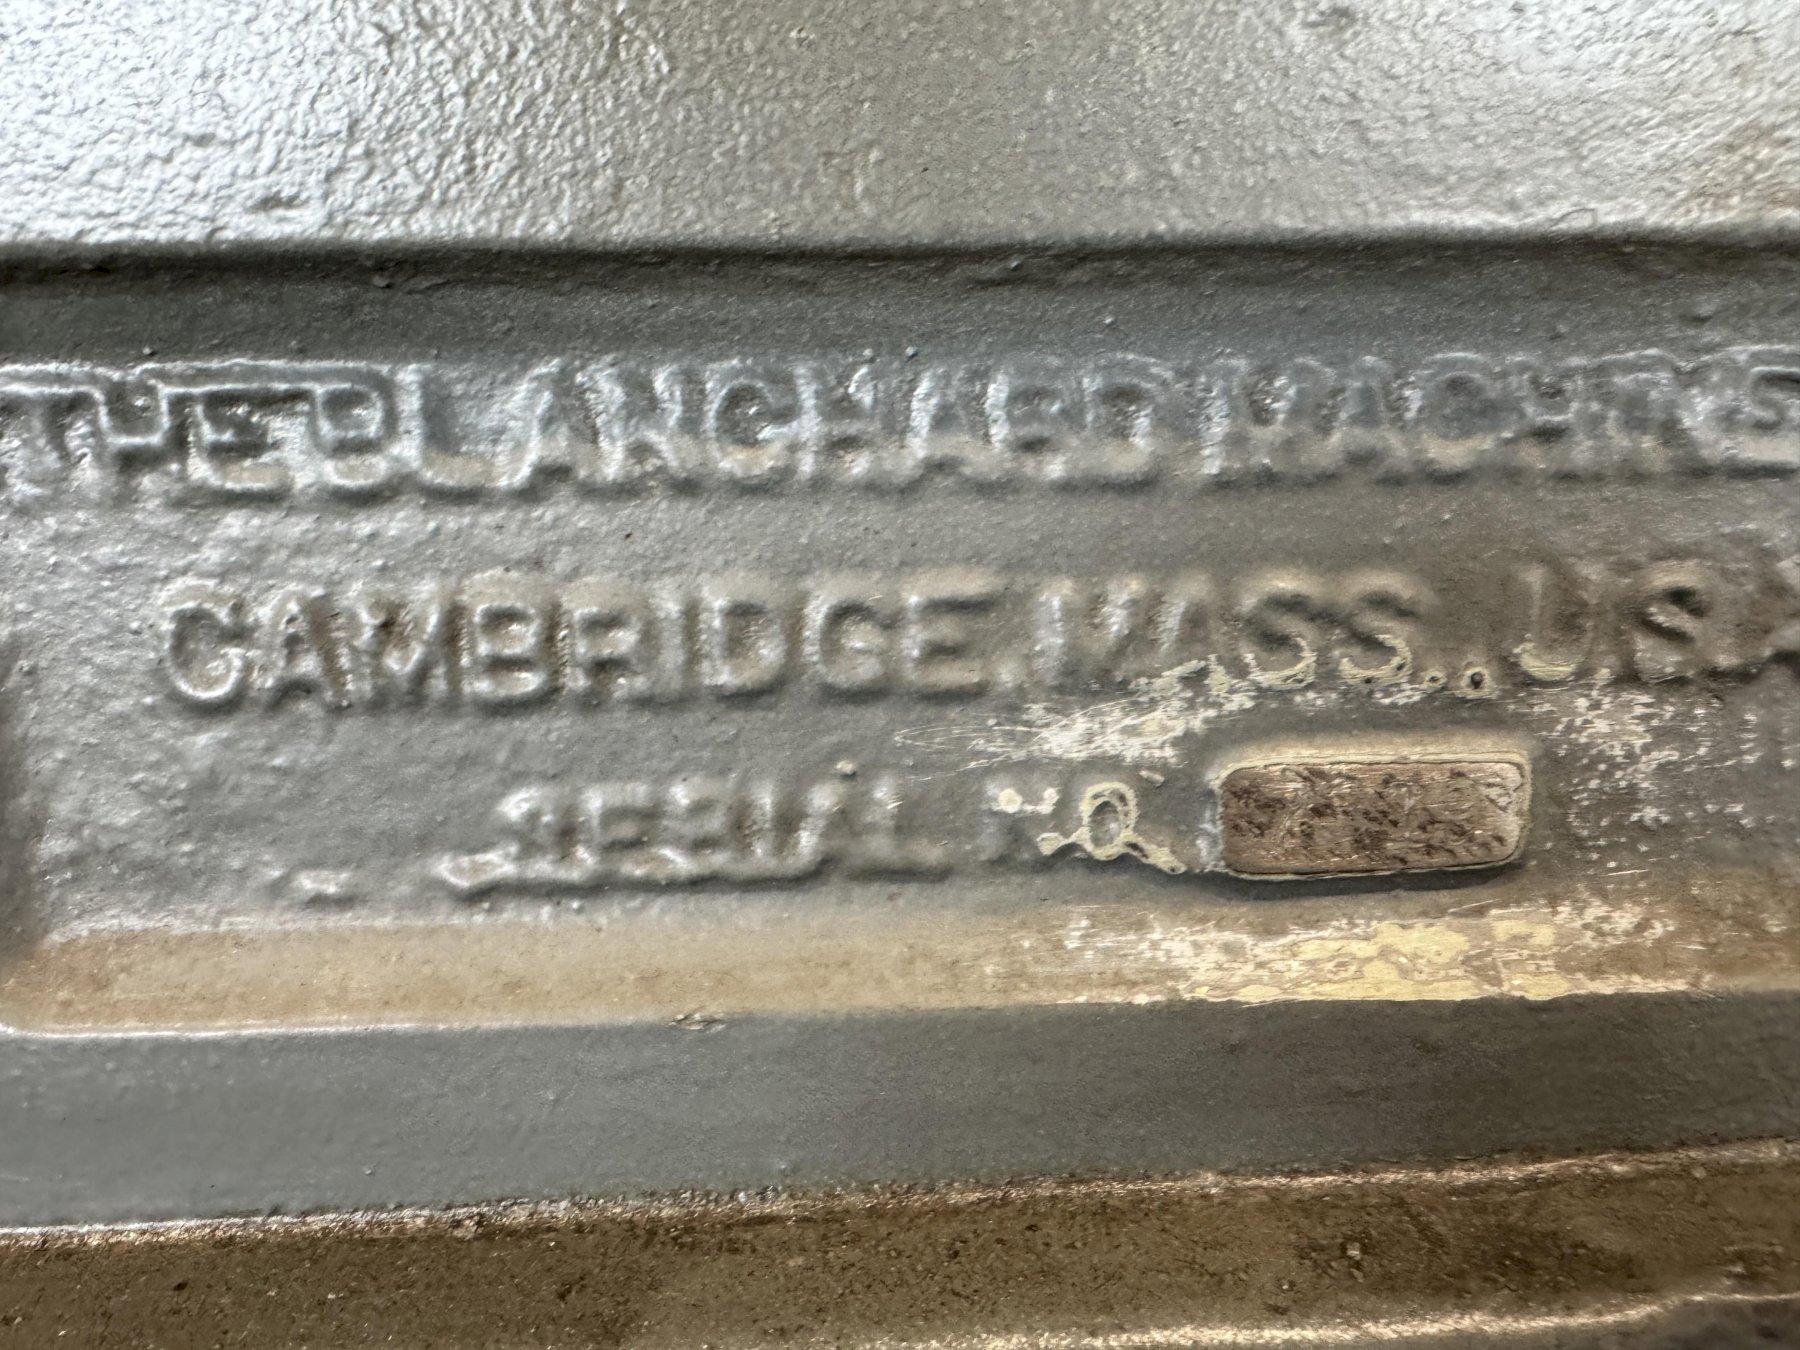 THE BLANCHARD MACHINE
CAMBRIDGE, MASS., U.S.
SERIAL NO.